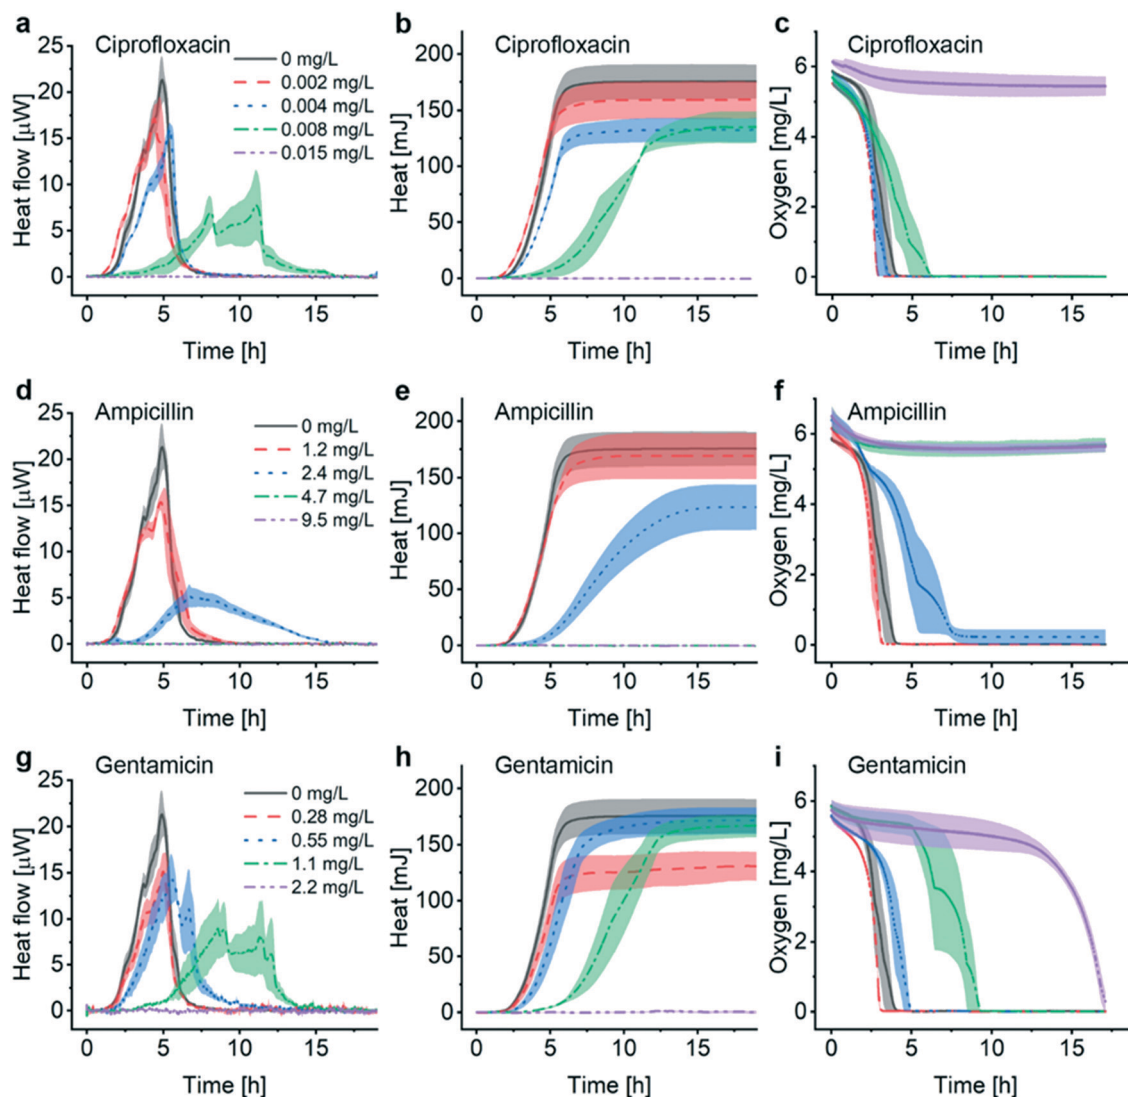 a
Ciprofloxacin
Heat flow [µW]
25
20
15
10
5
0
0 mg/L
0.002 mg/L
0.004 mg/L
0.008 mg/L
0.015 mg/L
0 5 10 15
Time [h]
b
Ciprofloxacin
Heat [mJ]
200
150
100
50
0
0 5 10 15
Time [h]
c
Ciprofloxacin
Oxygen [mg/L]
6
4
2
0
0 5 10 15
Time [h]
d
Ampicillin
Heat flow [µW]
25
20
15
10
5
0
0 mg/L
1.2 mg/L
2.4 mg/L
4.7 mg/L
9.5 mg/L
0 5 10 15
Time [h]
e
Ampicillin
Heat [mJ]
200
150
100
50
0
0 5 10 15
Time [h]
f
Ampicillin
Oxygen [mg/L]
6
4
2
0
0 5 10 15
Time [h]
g
Gentamicin
Heat flow [µW]
25
20
15
10
5
0
0 mg/L
0.28 mg/L
0.55 mg/L
1.1 mg/L
2.2 mg/L
0 5 10 15
Time [h]
h
Gentamicin
Heat [mJ]
200
150
100
50
0
0 5 10 15
Time [h]
i
Gentamicin
Oxygen [mg/L]
6
4
2
0
0 5 10 15
Time [h]